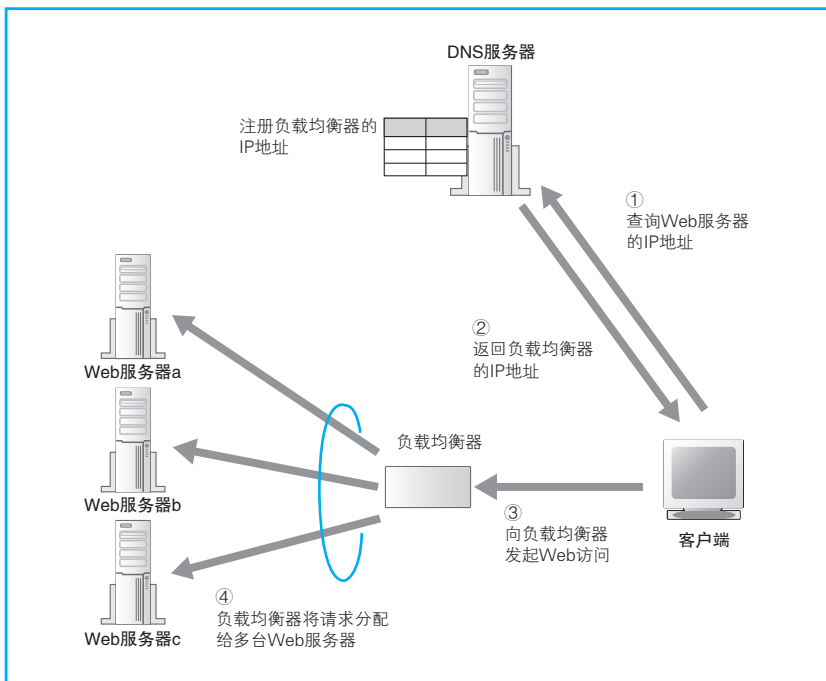 DNS服务器
注册负载均衡器的
IP地址
①
查询Web服务器
的IP地址
②
返回负载均衡器
的IP地址
Web服务器a
负载均衡器
Web服务器b
③
向负载均衡器
发起Web访问
客户端
④
负载均衡器将请求分配
给多台Web服务器
Web服务器c